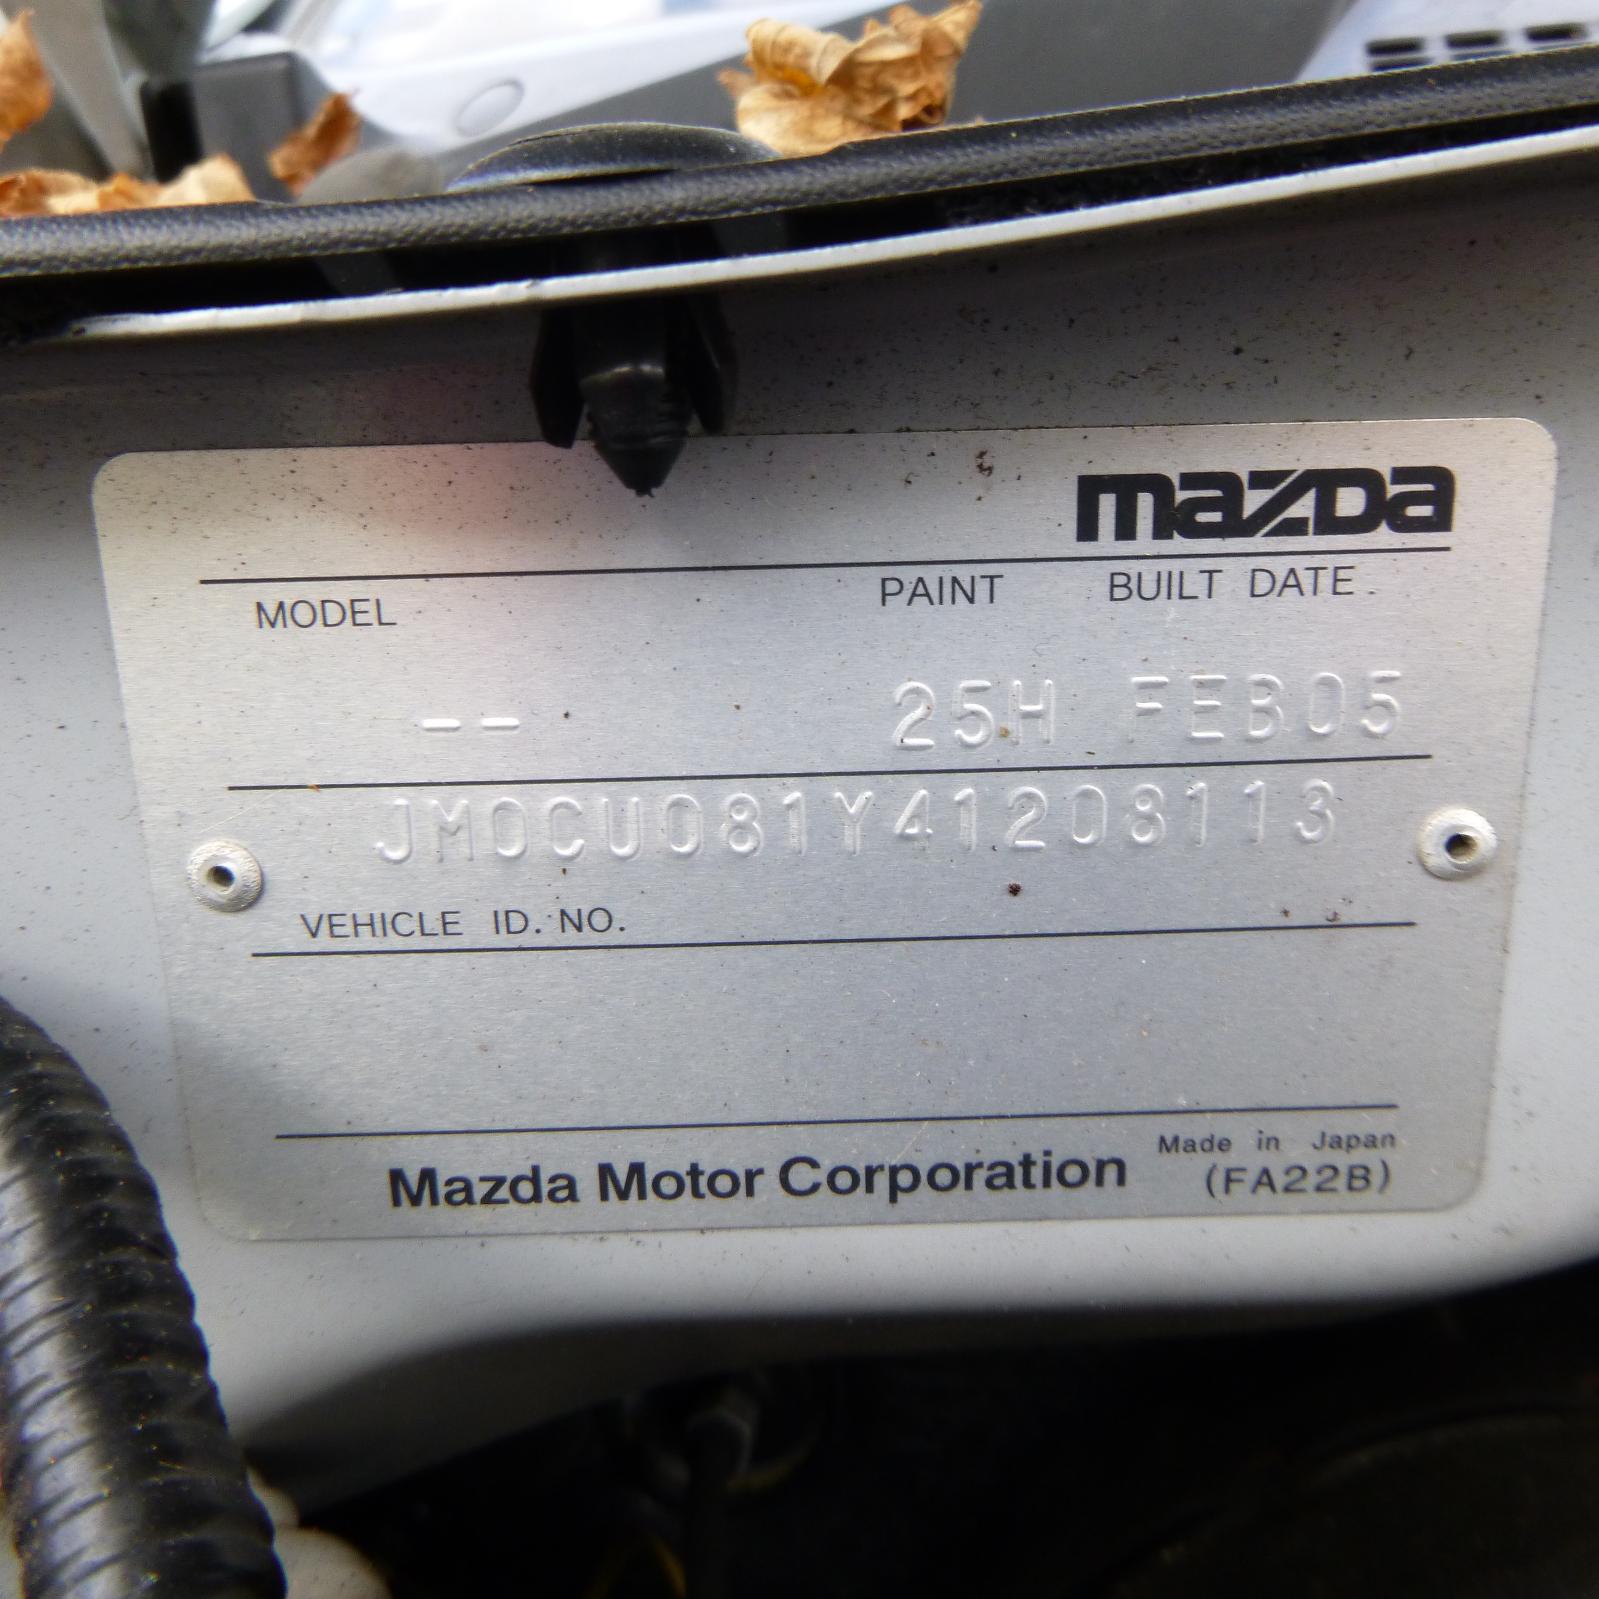 mazda
MODEL PAINT BUILT DATE.
-- 25H FEB05
JM0CU081Y41208113
VEHICLE ID. NO.
Made in Japan
Mazda Motor Corporation (FA22B)